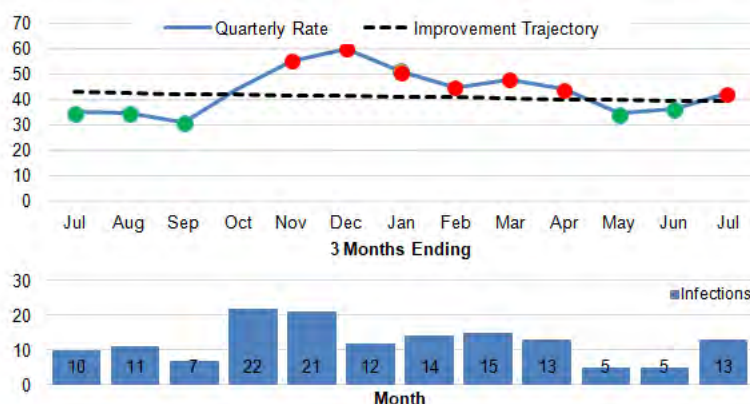 Quarterly Rate Improvement Trajectory
70
60
50
40
30
20
10
0
Jul Aug Sep Oct Nov Dec Jan Feb Mar Apr May Jun Jul
3 Months Ending
30
20
10
0
Infections
10 11 7 22 21 12 14 15 13 5 5 13
Month